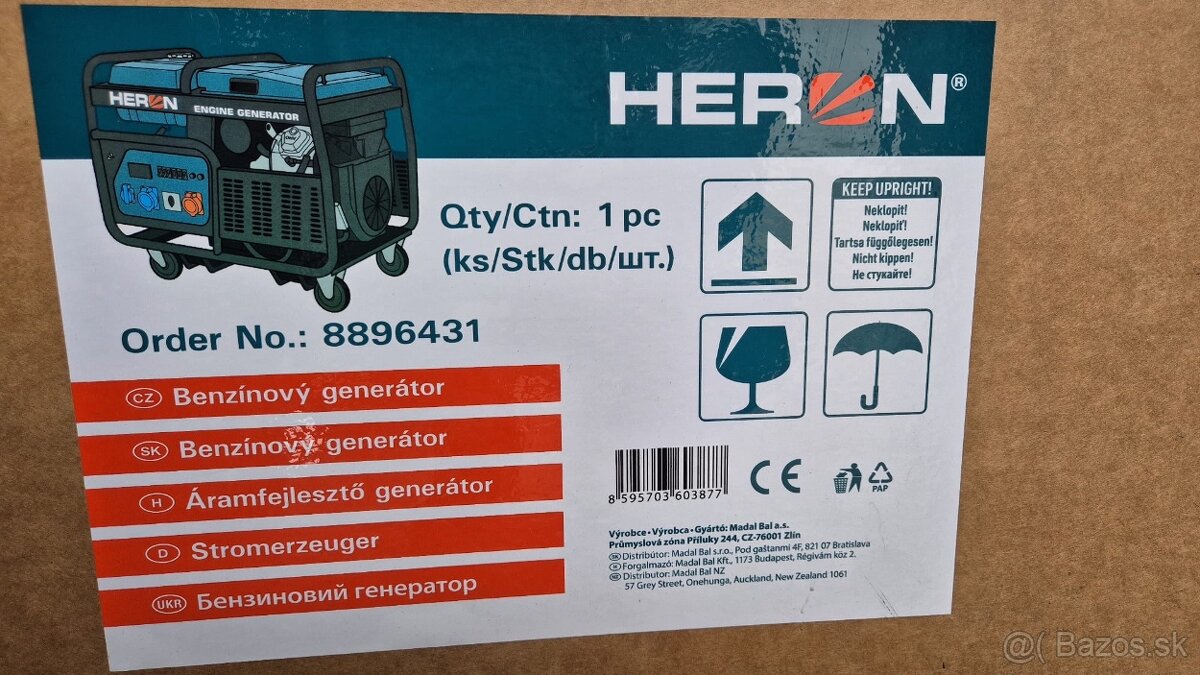 HERON
ENGINE GENERATOR
HERON®
Qty/Ctn: 1 pc
(ks/Stk/db/шт.)
KEEP UPRIGHT!
Neklopit!
Neklopiť!
Tartsa függőlegesen!
Nicht kippen!
Не стукайте!
Order No.: 8896431
CZ Benzínový generátor
SK Benzínový generátor
H Áramfejlesztő generátor
D Stromerzeuger
UKR Бензиновий генератор
8 595703 603877
CE
PAP
Výrobce • Výrobca • Gyártó: Madal Bal a.s.
Průmyslová zóna Příluky 244, CZ-76001 Zlín
SK Distribútor: Madal Bal s.r.o., Pod gaštanmi 4F, 821 07 Bratislava
H Forgalmazó: Madal Bal Kft., 1173 Budapest, Régivám köz 2.
Distributor: Madal Bal NZ
57 Grey Street, Onehunga, Auckland, New Zealand 1061
@( Bazos.sk